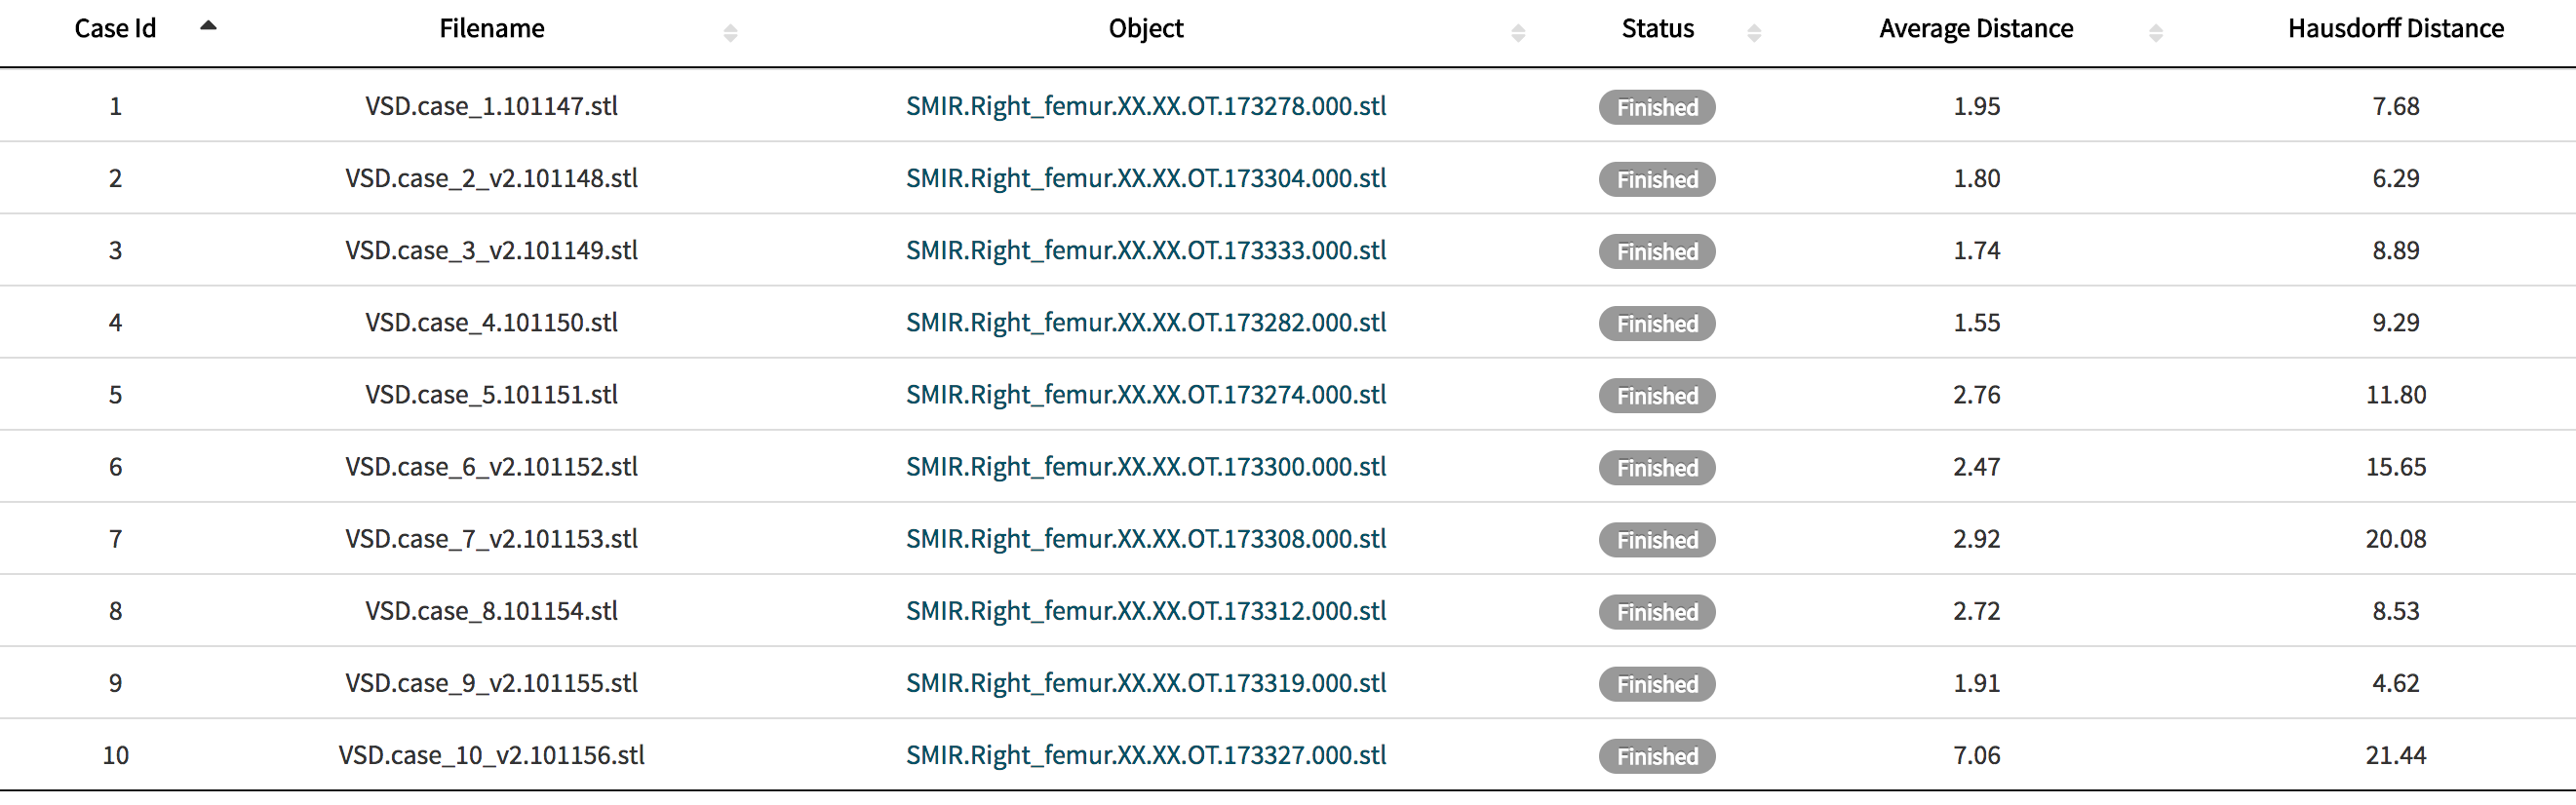 Case Id Filename Object Status Average Distance Hausdorff Distance
1 VSD.case_1.101147.stl SMIR.Right_femur.XX.XX.OT.173278.000.stl Finished 1.95 7.68
2 VSD.case_2_v2.101148.stl SMIR.Right_femur.XX.XX.OT.173304.000.stl Finished 1.80 6.29
3 VSD.case_3_v2.101149.stl SMIR.Right_femur.XX.XX.OT.173333.000.stl Finished 1.74 8.89
4 VSD.case_4.101150.stl SMIR.Right_femur.XX.XX.OT.173282.000.stl Finished 1.55 9.29
5 VSD.case_5.101151.stl SMIR.Right_femur.XX.XX.OT.173274.000.stl Finished 2.76 11.80
6 VSD.case_6_v2.101152.stl SMIR.Right_femur.XX.XX.OT.173300.000.stl Finished 2.47 15.65
7 VSD.case_7_v2.101153.stl SMIR.Right_femur.XX.XX.OT.173308.000.stl Finished 2.92 20.08
8 VSD.case_8.101154.stl SMIR.Right_femur.XX.XX.OT.173312.000.stl Finished 2.72 8.53
9 VSD.case_9_v2.101155.stl SMIR.Right_femur.XX.XX.OT.173319.000.stl Finished 1.91 4.62
10 VSD.case_10_v2.101156.stl SMIR.Right_femur.XX.XX.OT.173327.000.stl Finished 7.06 21.44